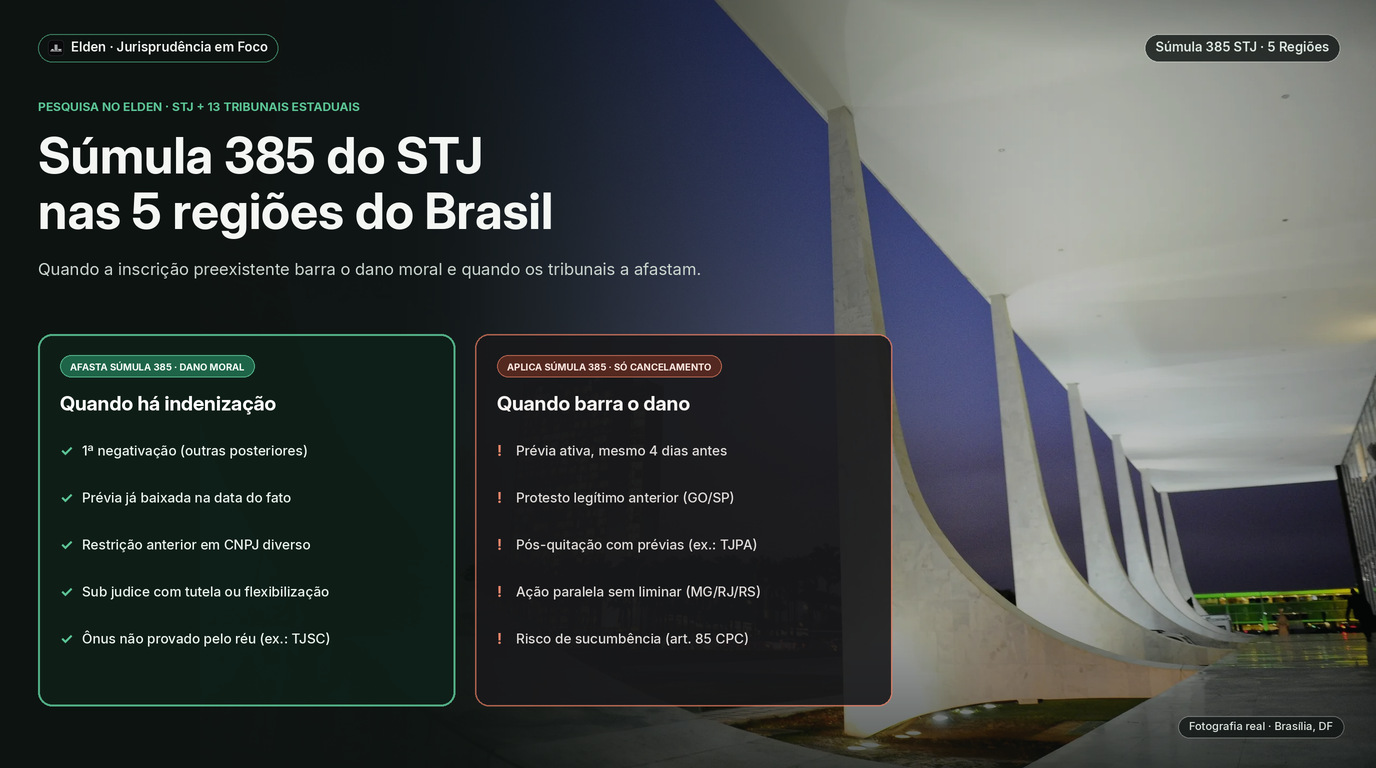 Elden · Jurisprudência em Foco
Súmula 385 STJ · 5 Regiões
PESQUISA NO ELDEN · STJ + 13 TRIBUNAIS ESTADUAIS
Súmula 385 do STJ
nas 5 regiões do Brasil
Quando a inscrição preexistente barra o dano moral e quando os tribunais a afastam.
AFASTA SÚMULA 385 · DANO MORAL
Quando há indenização
✓ 1ª negativação (outras posteriores)
✓ Prévia já baixada na data do fato
✓ Restrição anterior em CNPJ diverso
✓ Sub judice com tutela ou flexibilização
✓ Ônus não provado pelo réu (ex.: TJSC)
APLICA SÚMULA 385 · SÓ CANCELAMENTO
Quando barra o dano
! Prévia ativa, mesmo 4 dias antes
! Protesto legítimo anterior (GO/SP)
! Pós-quitação com prévias (ex.: TJPA)
! Ação paralela sem liminar (MG/RJ/RS)
! Risco de sucumbência (art. 85 CPC)
Fotografia real · Brasília, DF